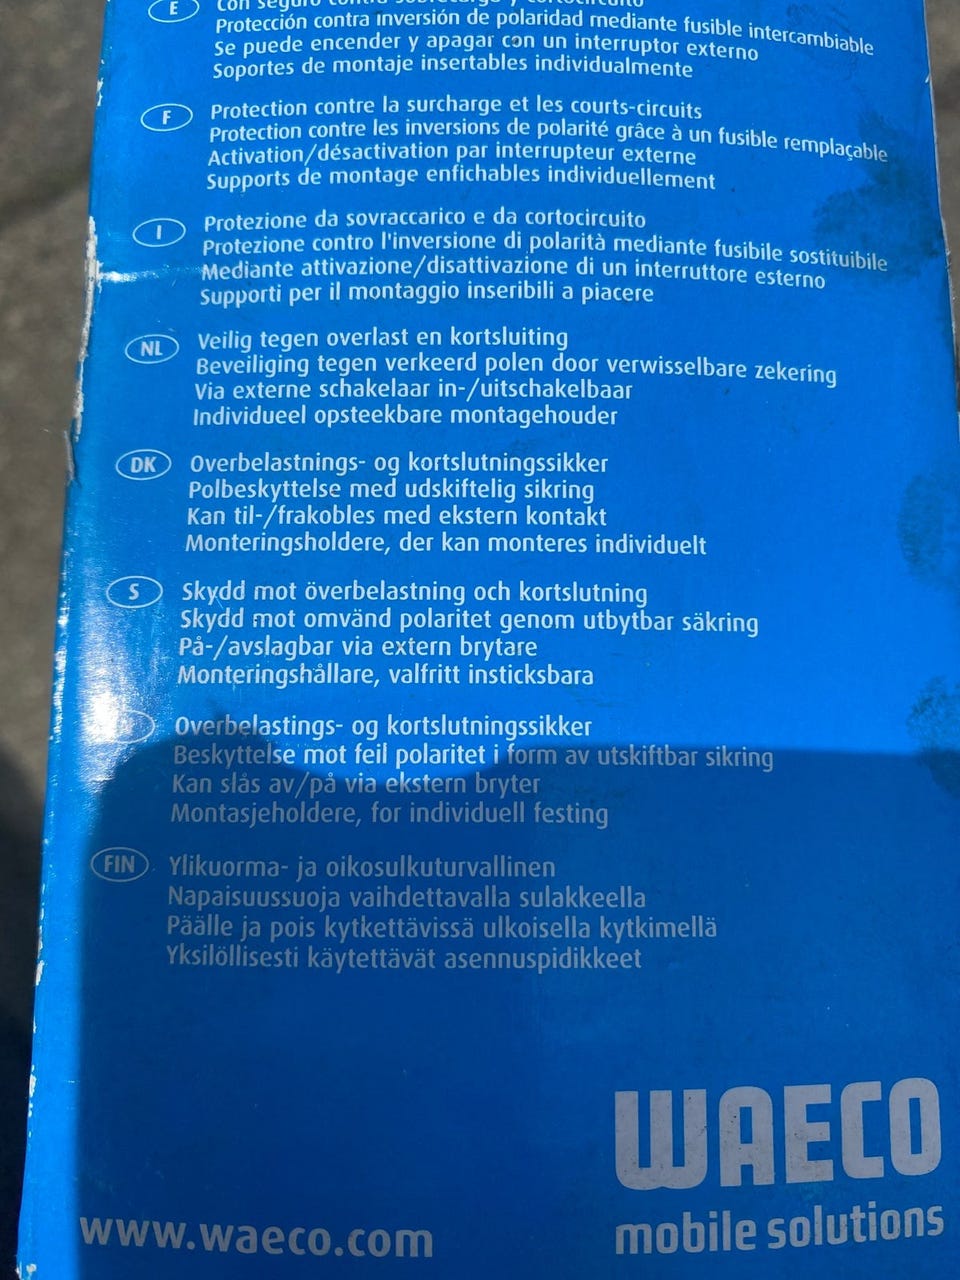 E Con seguro contra sobrecarga y cortocircuito
Protección contra inversión de polaridad mediante fusible intercambiable
Se puede encender y apagar con un interruptor externo
Soportes de montaje insertables individualmente
F Protection contre la surcharge et les courts-circuits
Protection contre les inversions de polarité grâce à un fusible remplaçable
Activation/désactivation par interrupteur externe
Supports de montage enfichables individuellement
I Protezione da sovraccarico e da cortocircuito
Protezione contro l'inversione di polarità mediante fusibile sostituibile
Mediante attivazione/disattivazione di un interruttore esterno
Supporti per il montaggio inseribili a piacere
NL Veilig tegen overlast en kortsluiting
Beveiliging tegen verkeerd polen door verwisselbare zekering
Via externe schakelaar in-/uitschakelbaar
Individueel opsteekbare montagehouder
DK Overbelastnings- og kortslutningssikker
Polbeskyttelse med udskiftelig sikring
Kan til-/frakobles med ekstern kontakt
Monteringsholdere, der kan monteres individuelt
S Skydd mot överbelastning och kortslutning
Skydd mot omvänd polaritet genom utbytbar säkring
På-/avslagbar via extern brytare
Monteringshållare, valfritt insticksbara
Overbelastings- og kortslutningssikker
Beskyttelse mot feil polaritet i form av utskiftbar sikring
Kan slås av/på via ekstern bryter
Montasjeholdere, for individuell festing
FIN Ylikuorma- ja oikosulkuturvallinen
Napaisuussuoja vaihdettavalla sulakkeella
Päälle ja pois kytkettävissä ulkoisella kytkimellä
Yksilöllisesti käytettävät asennuspidikkeet
WAECO
www.waeco.com
mobile solutions